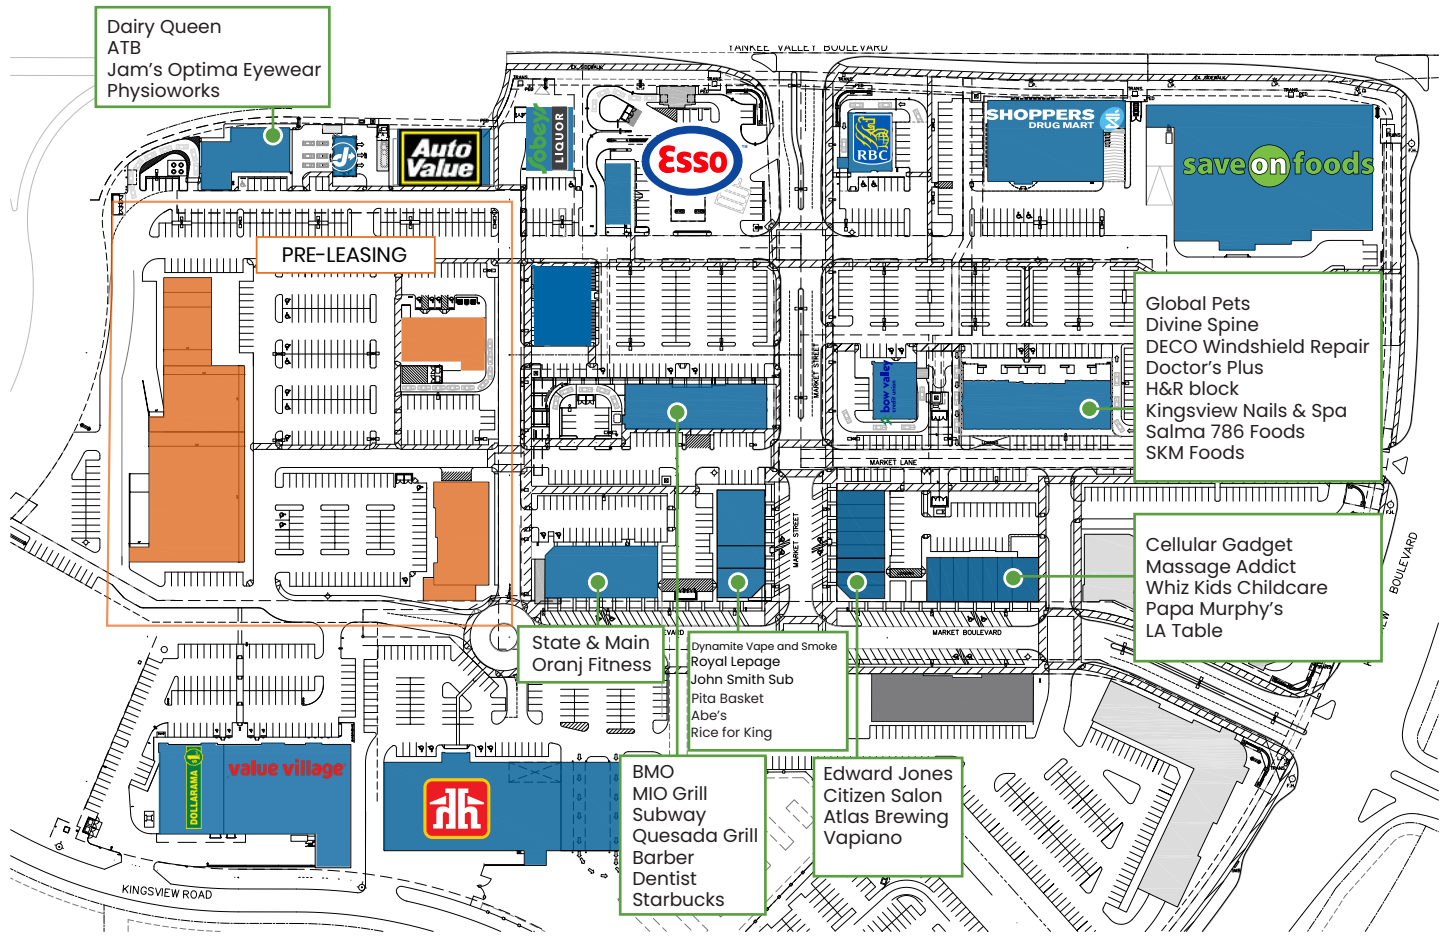 Dairy Queen
ATB
Jam's Optima Eyewear
Physioworks
YANKEE VALLEY BOULEVARD
Auto
Value
Sobeys
LIQUOR
Esso
RBC
SHOPPERS
DRUG MART
save on foods
PRE-LEASING
Global Pets
Divine Spine
DECO Windshield Repair
Doctor's Plus
H&R block
Kingsview Nails & Spa
Salma 786 Foods
SKM Foods
MARKET STREET
bow valley
credit union
MARKET LANE
MARKET STREET
Cellular Gadget
Massage Addict
Whiz Kids Childcare
Papa Murphy's
LA Table
BOULEVARD
State & Main
Oranj Fitness
MARKET BOULEVARD
Dynamite Vape and Smoke
Royal Lepage
John Smith Sub
Pita Basket
Abe's
Rice for King
DOLLARAMA
value village
BMO
MIO Grill
Subway
Quesada Grill
Barber
Dentist
Starbucks
Edward Jones
Citizen Salon
Atlas Brewing
Vapiano
KINGSVIEW ROAD